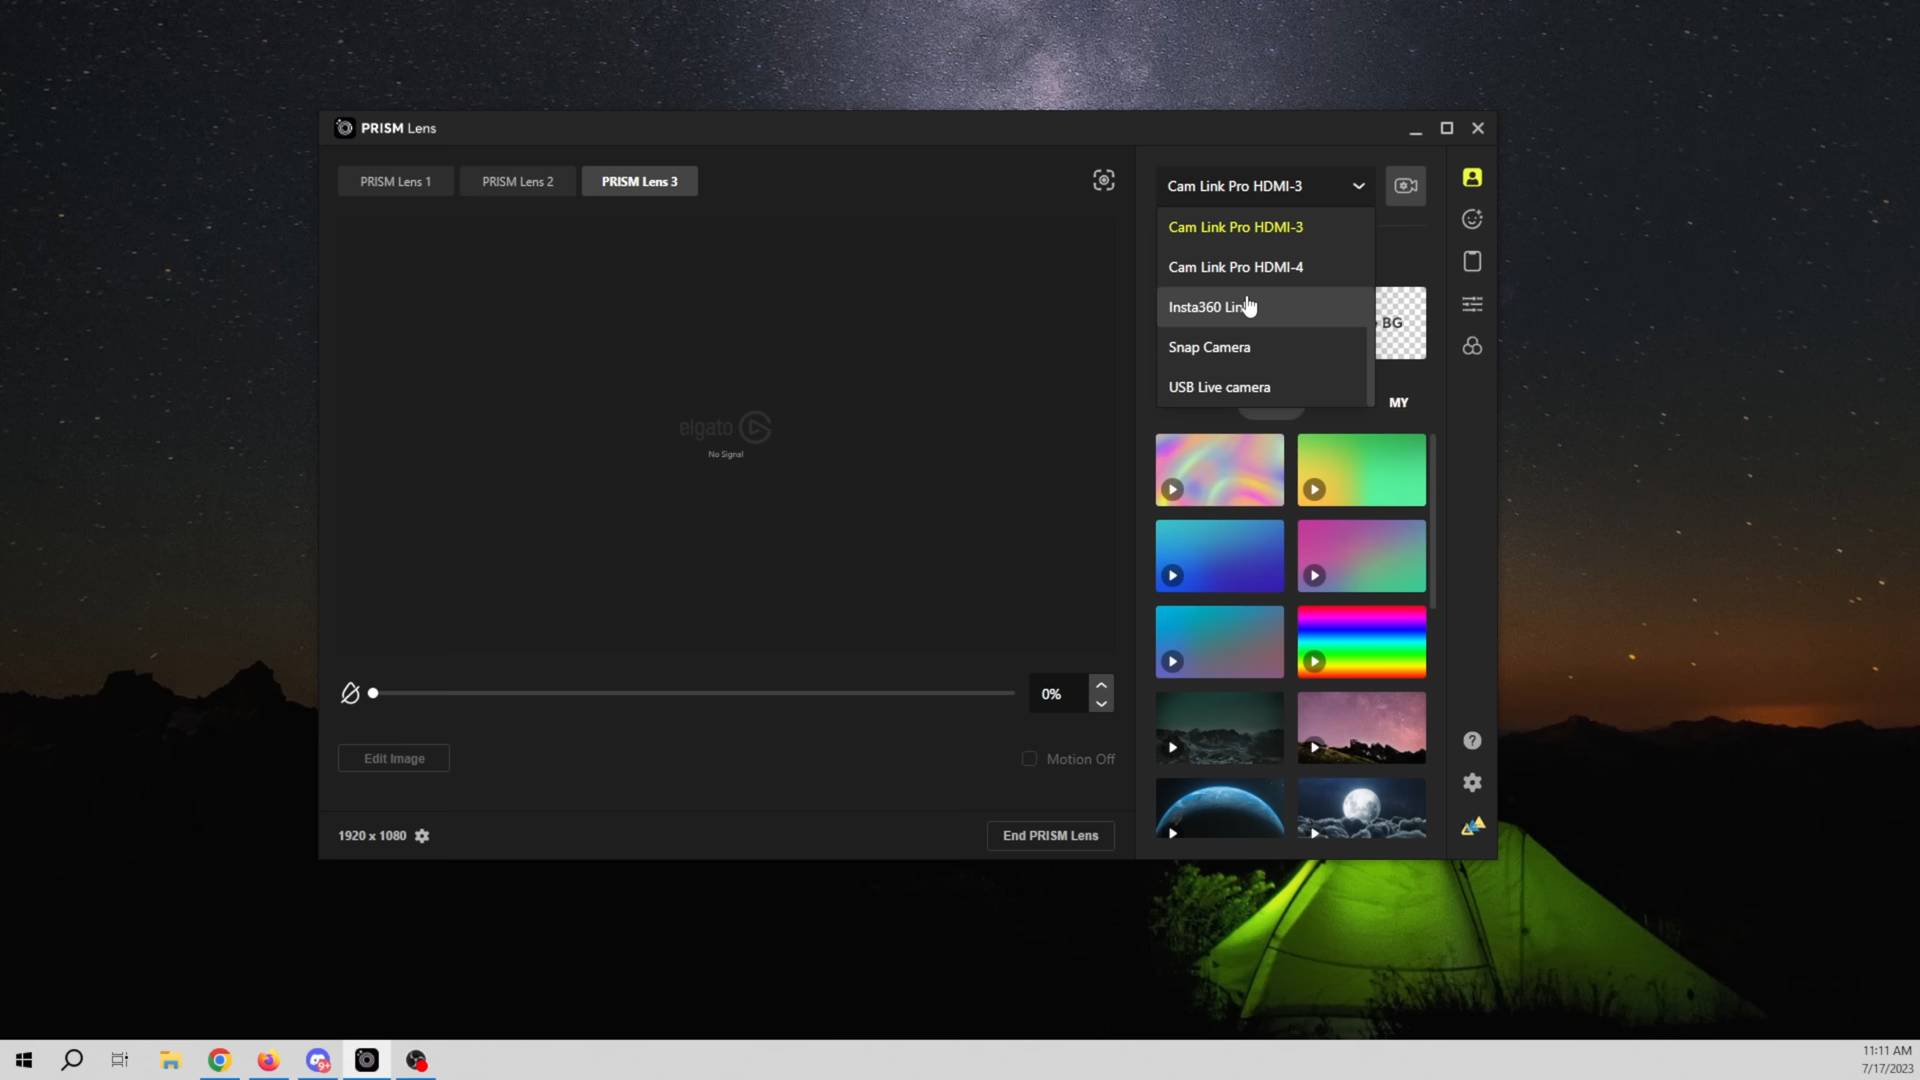 PRISM Lens
PRISM Lens 1
PRISM Lens 2
PRISM Lens 3
Cam Link Pro HDMI-3
Cam Link Pro HDMI-3
Cam Link Pro HDMI-4
Insta360 Lin
BG
Snap Camera
USB Live camera
MY
elgato
No Signal
0%
Edit Image
Motion Off
1920 x 1080
End PRISM Lens
9+
11:11 AM
7/17/2023